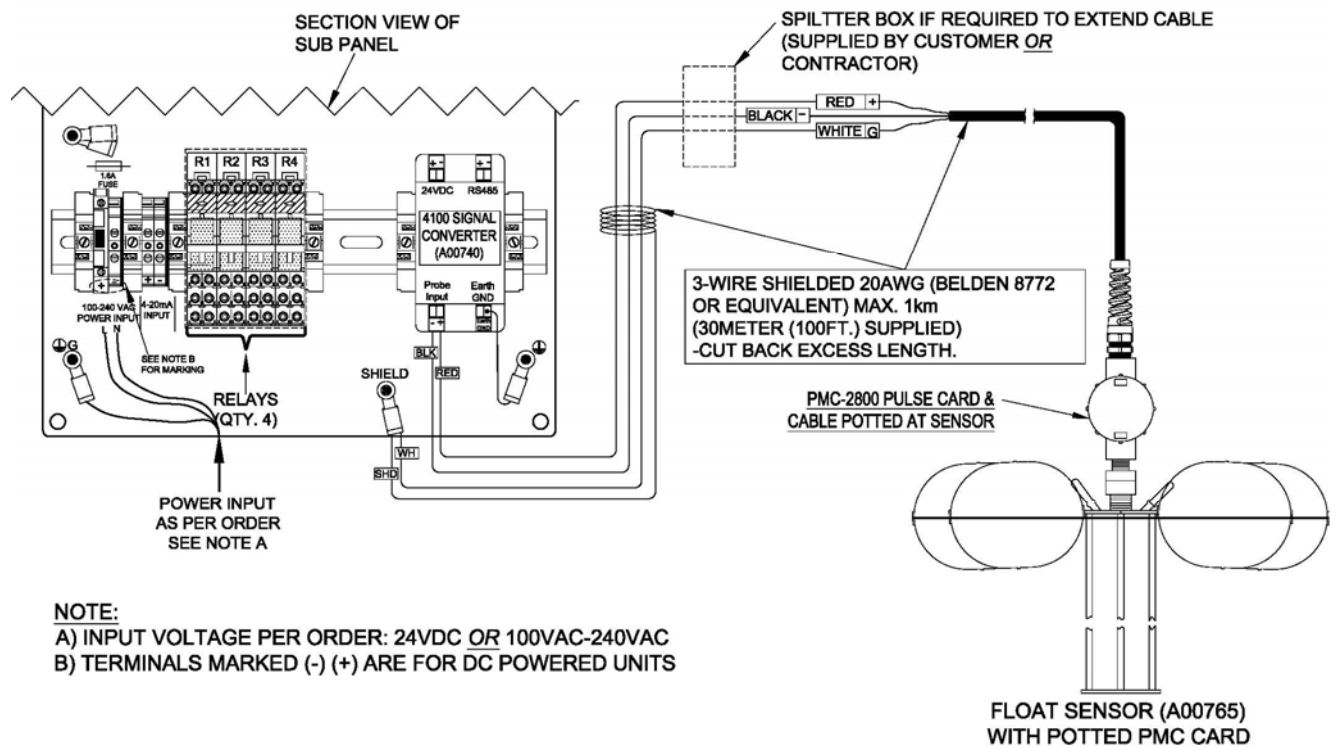 SECTION VIEW OF
SUB PANEL
SPILTTER BOX IF REQUIRED TO EXTEND CABLE
(SUPPLIED BY CUSTOMER OR
CONTRACTOR)
RED +
BLACK -
WHITE G
1.6A
FUSE
R1 R2 R3 R4
+ - + -
24VDC RS485
4100 SIGNAL
CONVERTER
(A00740)
Probe
Input
Earth
GND
- +
+ -
100-240 VAC
POWER INPUT
L N
4-20mA
INPUT
SEE NOTE B
FOR MARKING
G
RELAYS
(QTY. 4)
BLK
RED
SHIELD
WH
SHD
3-WIRE SHIELDED 20AWG (BELDEN 8772
OR EQUIVALENT) MAX. 1km
(30METER (100FT.) SUPPLIED)
-CUT BACK EXCESS LENGTH.
PMC-2800 PULSE CARD &
CABLE POTTED AT SENSOR
POWER INPUT
AS PER ORDER
SEE NOTE A
NOTE:
A) INPUT VOLTAGE PER ORDER: 24VDC OR 100VAC-240VAC
B) TERMINALS MARKED (-) (+) ARE FOR DC POWERED UNITS
FLOAT SENSOR (A00765)
WITH POTTED PMC CARD